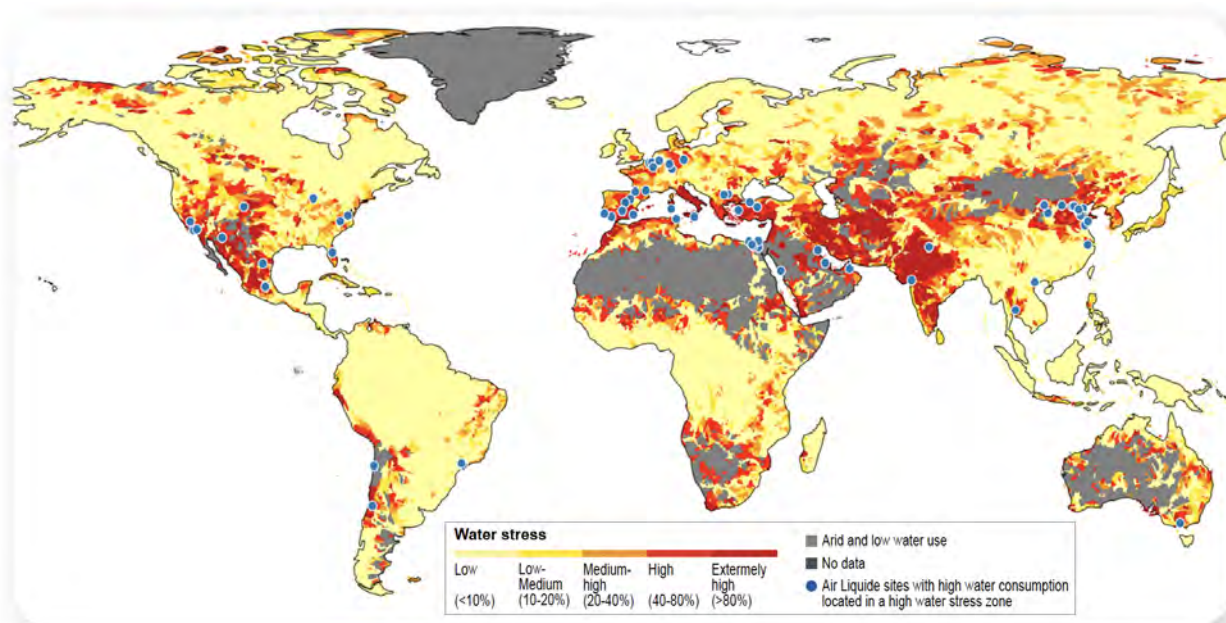 Water stress
Low
(<10%)
Low-
Medium
(10-20%)
Medium-
high
(20-40%)
High
(40-80%)
Extermely
high
(>80%)
Arid and low water use
No data
Air Liquide sites with high water consumption
located in a high water stress zone